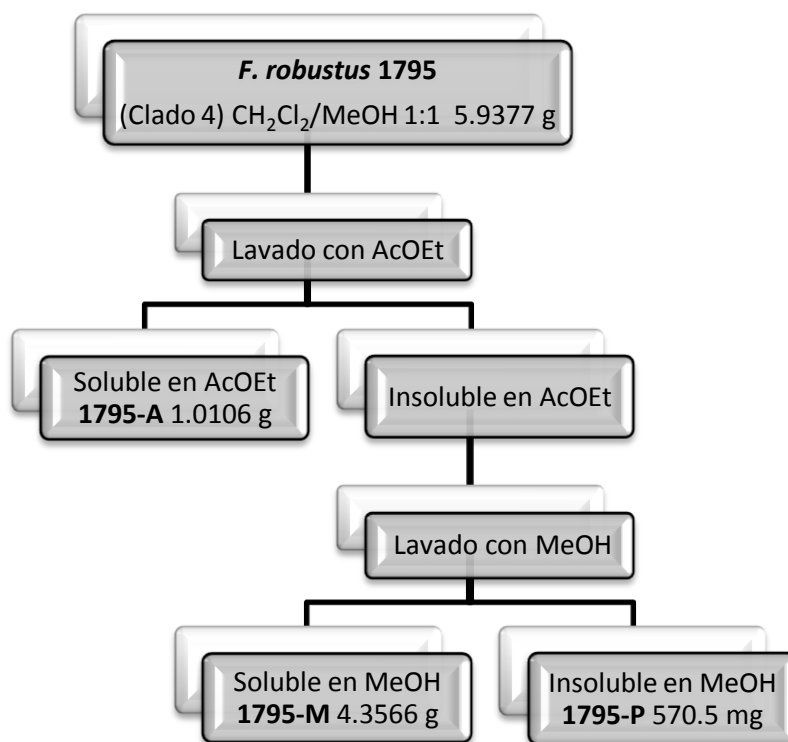 F. robustus 1795
(Clado 4) CH₂Cl₂/MeOH 1:1 5.9377 g
Lavado con AcOEt
Soluble en AcOEt
1795-A 1.0106 g
Insoluble en AcOEt
Lavado con MeOH
Soluble en MeOH
1795-M 4.3566 g
Insoluble en MeOH
1795-P 570.5 mg